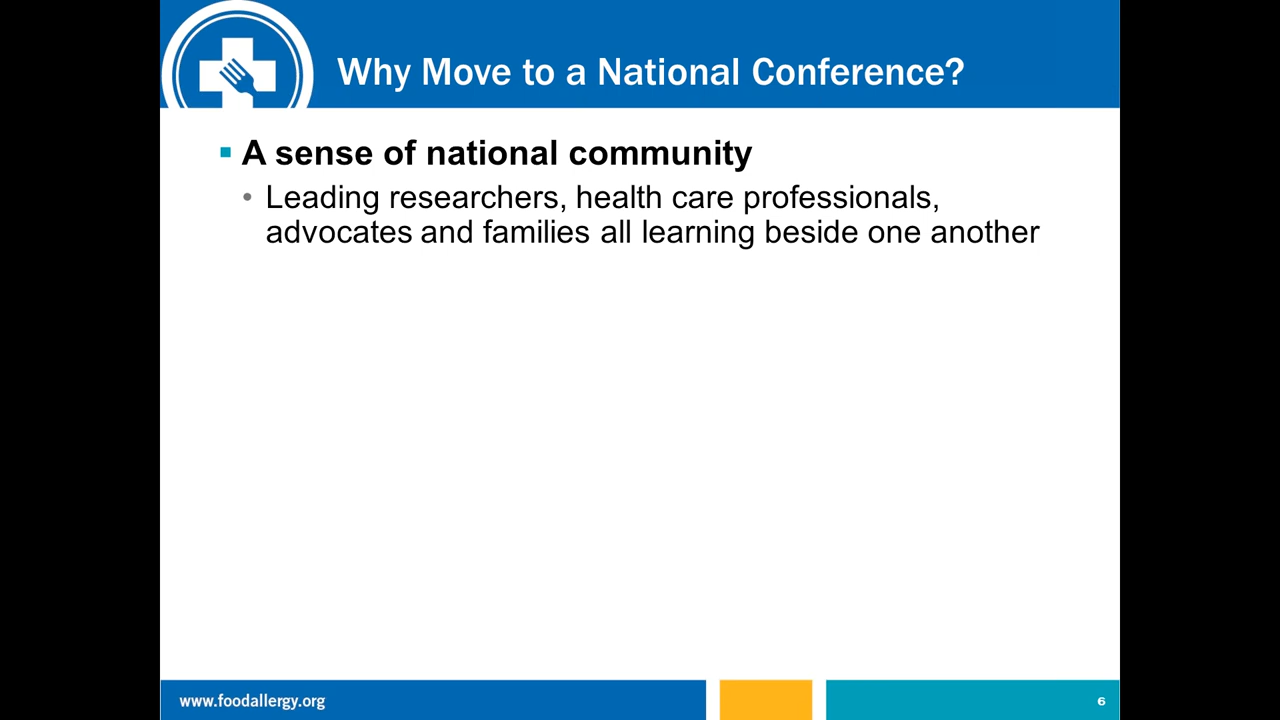 Why Move to a National Conference?
▪ A sense of national community
• Leading researchers, health care professionals,
advocates and families all learning beside one another
www.foodallergy.org
6